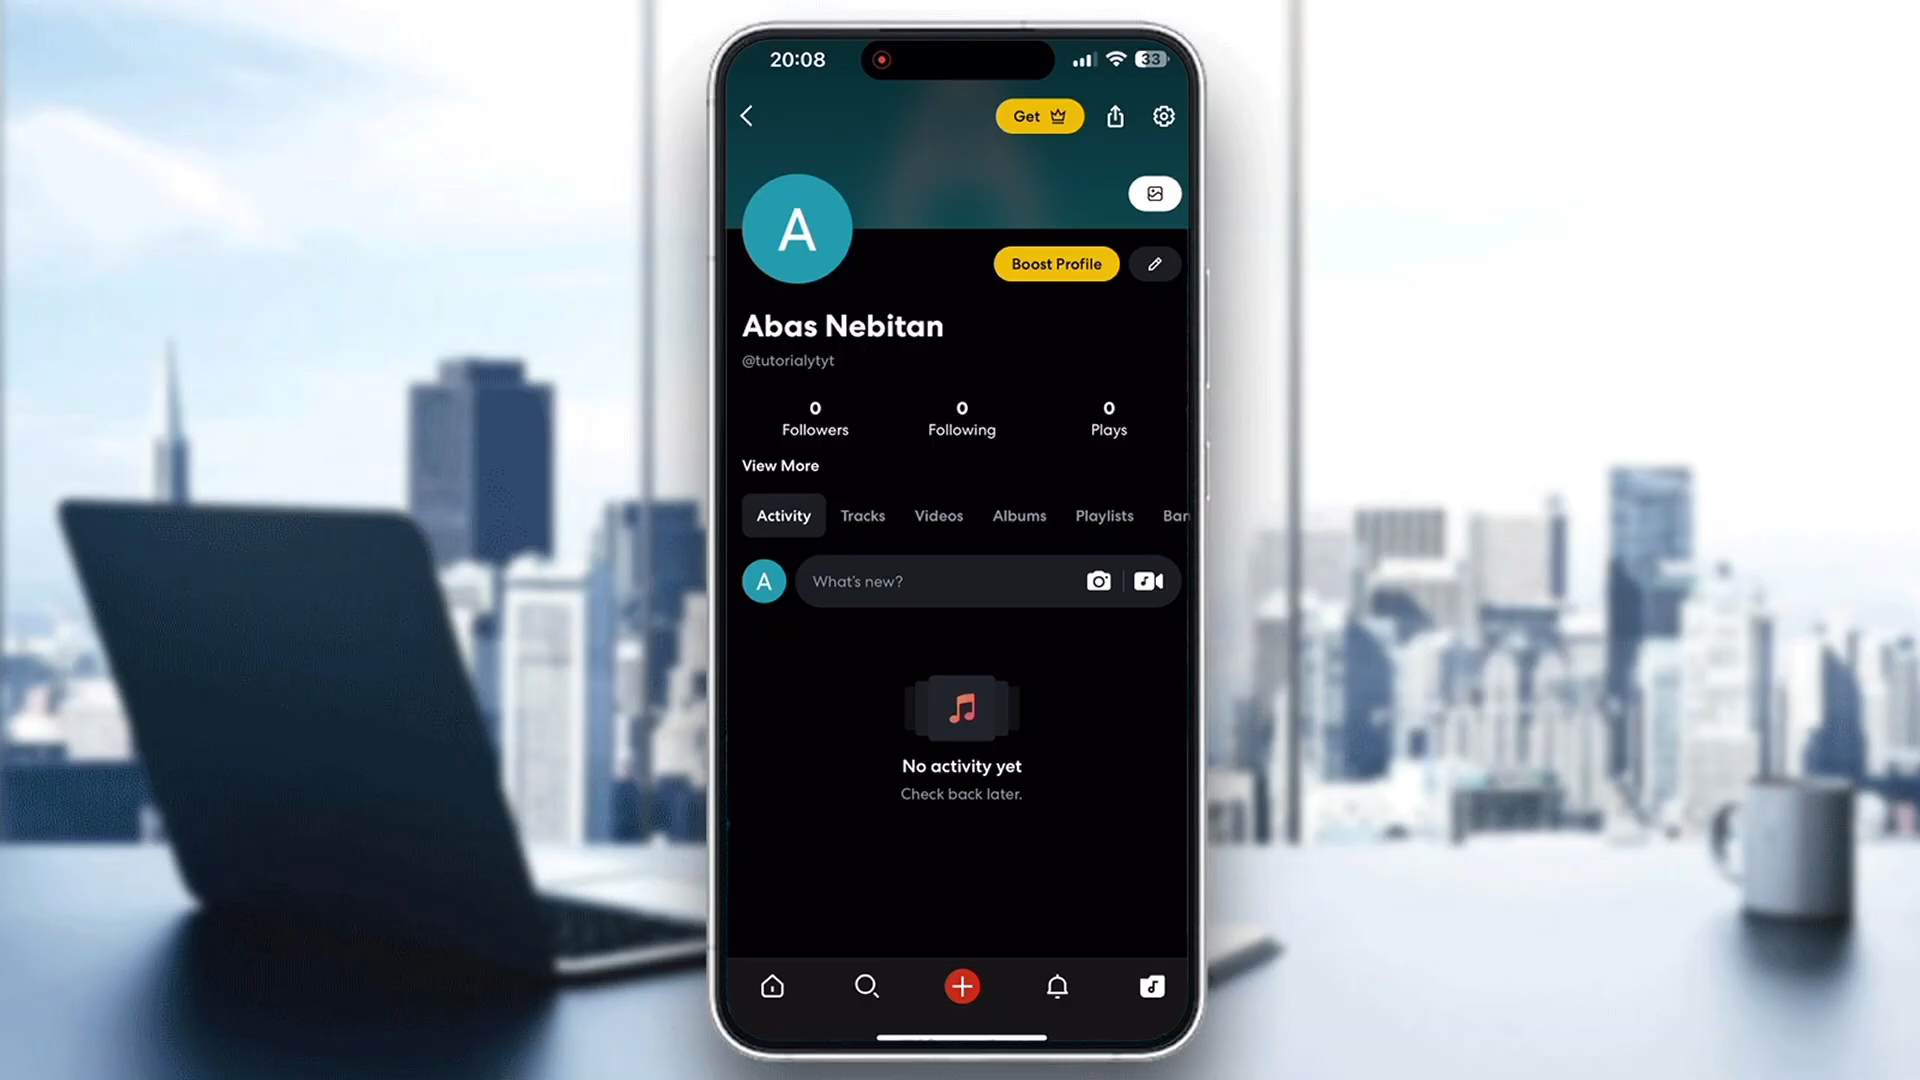 20:08
33
Get
A
Boost Profile
Abas Nebitan
@tutorialytyt
0 0 0
Followers Following Plays
View More
Activity Tracks Videos Albums Playlists Ban
A What's new?
No activity yet
Check back later.